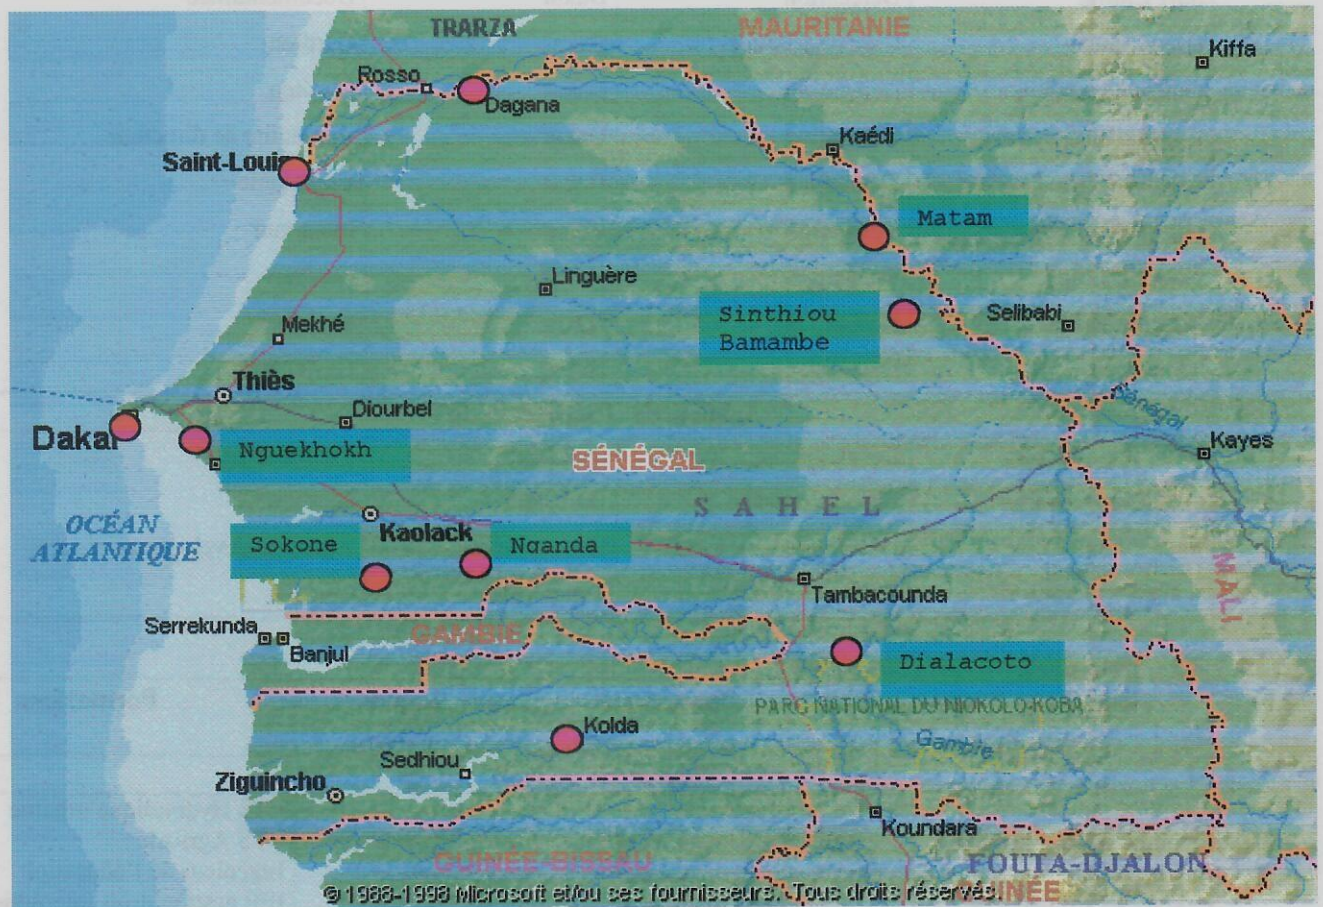 TRARZA
MAURITANIE
Kiffa
Rosso
Dagana
Kaédi
Saint-Louis
Matam
Linguère
Sinthiou
Bamambe
Selibabi
Mekhé
Thiès
Diourbel
Sénégal
Dakar
Nguekhokh
SÉNÉGAL
Kayes
SAHEL
OCÉAN
ATLANTIQUE
Sokone
Kaolack
Nganda
MALI
Tambacounda
Serrekunda
GAMBIE
Banjul
Dialacoto
PARC NATIONAL DU NIOKOLO-KOBA
Kolda
Gambie
Sedhiou
Ziguincho
Koundara
GUINÉE-BISSAU
FOUTA-DJALON
© 1988-1998 Microsoft et/ou ses fournisseurs. Tous droits réservés.
GUINÉE